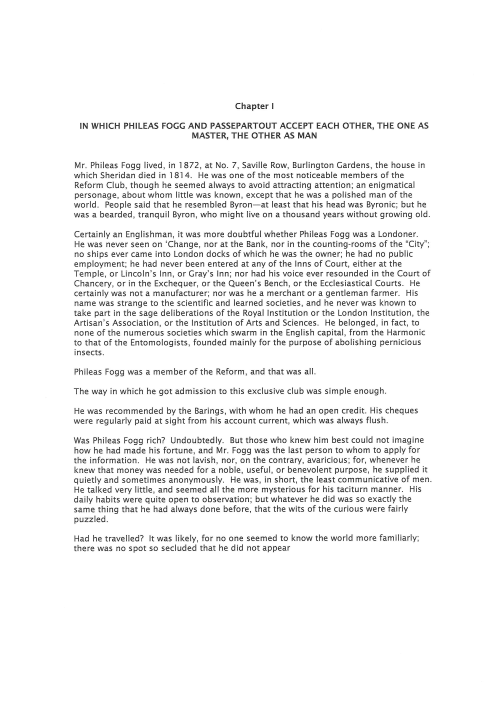 Chapter I
IN WHICH PHILEAS FOGG AND PASSEPARTOUT ACCEPT EACH OTHER, THE ONE AS
MASTER, THE OTHER AS MAN
Mr. Phileas Fogg lived, in 1872, at No. 7, Saville Row, Burlington Gardens, the house in
which Sheridan died in 1814. He was one of the most noticeable members of the
Reform Club, though he seemed always to avoid attracting attention; an enigmatical
personage, about whom little was known, except that he was a polished man of the
world. People said that he resembled Byron—at least that his head was Byronic; but he
was a bearded, tranquil Byron, who might live on a thousand years without growing old.
Certainly an Englishman, it was more doubtful whether Phileas Fogg was a Londoner.
He was never seen on ‘Change, nor at the Bank, nor in the counting-rooms of the “City”;
no ships ever came into London docks of which he was the owner; he had no public
employment; he had never been entered at any of the Inns of Court, either at the
Temple, or Lincoln’s Inn, or Gray’s Inn; nor had his voice ever resounded in the Court of
Chancery, or in the Exchequer, or the Queen’s Bench, or the Ecclesiastical Courts. He
certainly was not a manufacturer; nor was he a merchant or a gentleman farmer. His
name was strange to the scientific and learned societies, and he never was known to
take part in the sage deliberations of the Royal Institution or the London Institution, the
Artisan’s Association, or the Institution of Arts and Sciences. He belonged, in fact, to
none of the numerous societies which swarm in the English capital, from the Harmonic
to that of the Entomologists, founded mainly for the purpose of abolishing pernicious
insects.
Phileas Fogg was a member of the Reform, and that was all.
The way in which he got admission to this exclusive club was simple enough.
He was recommended by the Barings, with whom he had an open credit. His cheques
were regularly paid at sight from his account current, which was always flush.
Was Phileas Fogg rich? Undoubtedly. But those who knew him best could not imagine
how he had made his fortune, and Mr. Fogg was the last person to whom to apply for
the information. He was not lavish, nor, on the contrary, avaricious; for, whenever he
knew that money was needed for a noble, useful, or benevolent purpose, he supplied it
quietly and sometimes anonymously. He was, in short, the least communicative of men.
He talked very little, and seemed all the more mysterious for his taciturn manner. His
daily habits were quite open to observation; but whatever he did was so exactly the
same thing that he had always done before, that the wits of the curious were fairly
puzzled.
Had he travelled? It was likely, for no one seemed to know the world more familiarly;
there was no spot so secluded that he did not appear